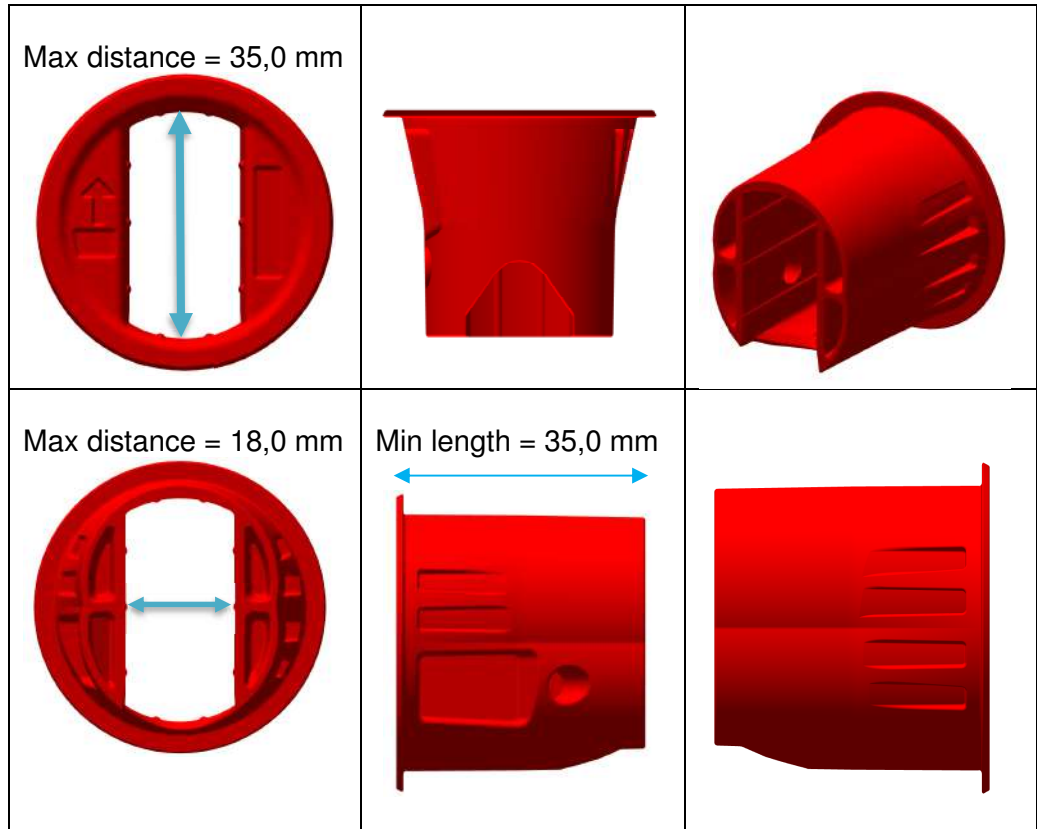 Max distance = 35,0 mm
Max distance = 18,0 mm
Min length = 35,0 mm